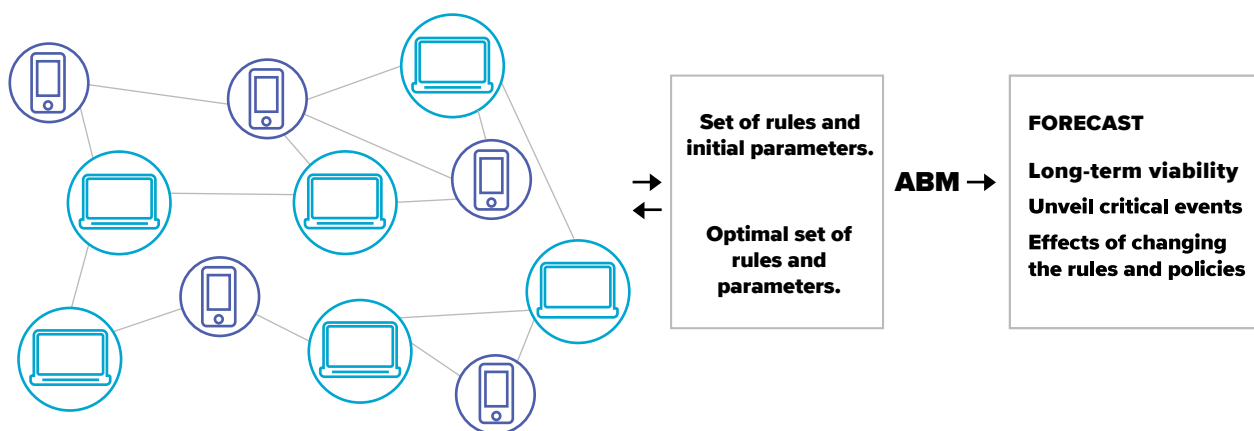 Set of rules and
initial parameters.
Optimal set of
rules and
parameters.
ABM
FORECAST
Long-term viability
Unveil critical events
Effects of changing
the rules and policies